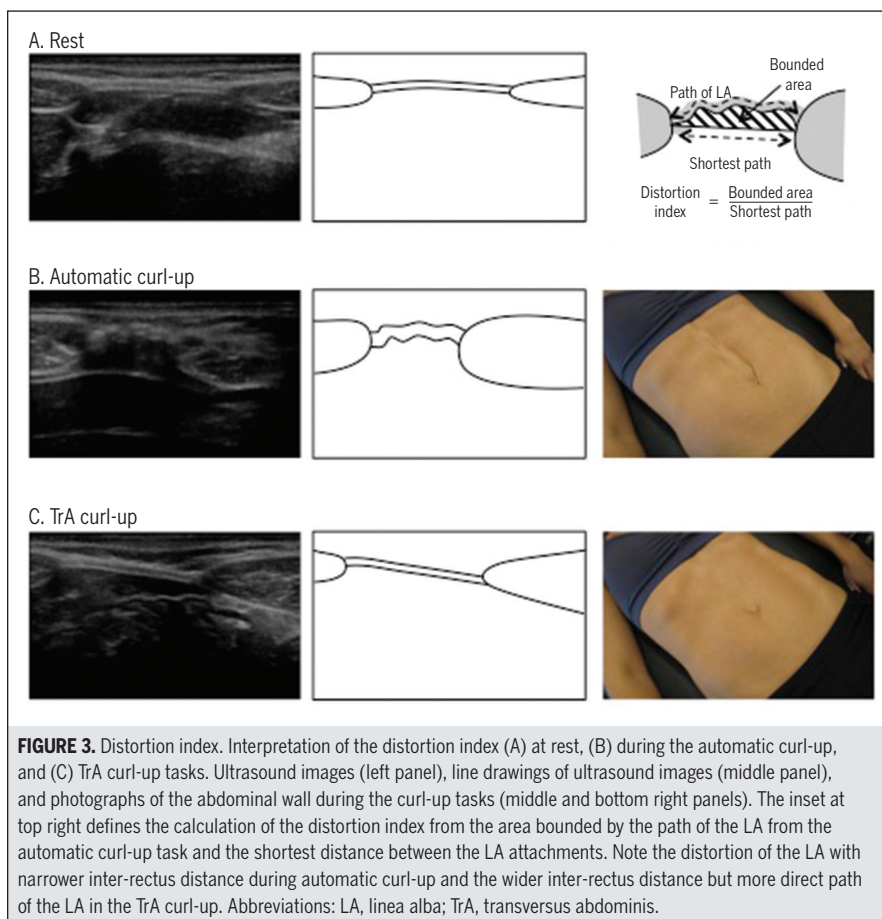 A. Rest
Path of LA
Bounded
area
Shortest path
Distortion
index
=
Bounded area
Shortest path
B. Automatic curl-up
C. TrA curl-up
FIGURE 3. Distortion index. Interpretation of the distortion index (A) at rest, (B) during the automatic curl-up,
and (C) TrA curl-up tasks. Ultrasound images (left panel), line drawings of ultrasound images (middle panel),
and photographs of the abdominal wall during the curl-up tasks (middle and bottom right panels). The inset at
top right defines the calculation of the distortion index from the area bounded by the path of the LA from the
automatic curl-up task and the shortest distance between the LA attachments. Note the distortion of the LA with
narrower inter-rectus distance during automatic curl-up and the wider inter-rectus distance but more direct path
of the LA in the TrA curl-up. Abbreviations: LA, linea alba; TrA, transversus abdominis.